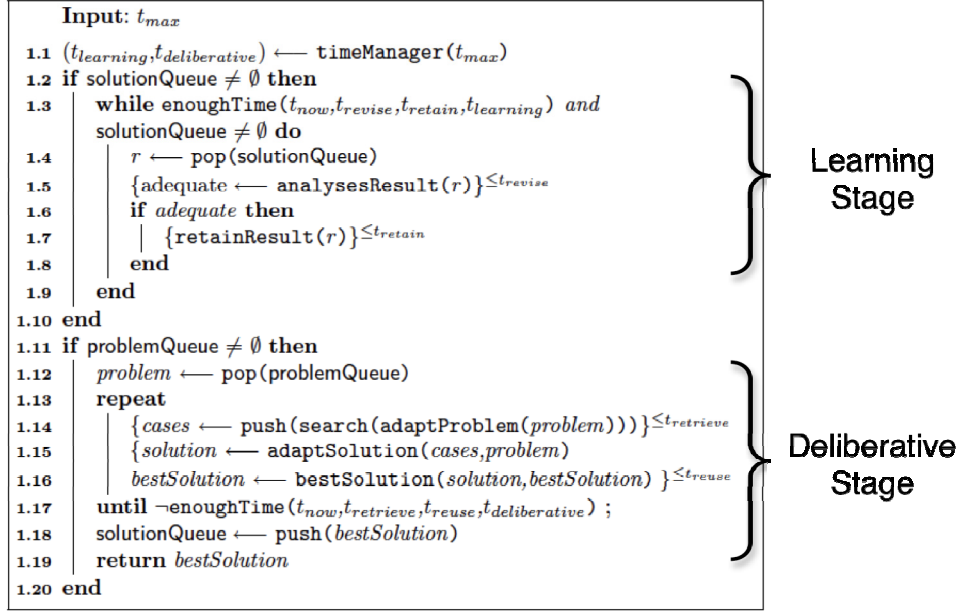 Input: t_max
1.1 (t_learning,t_deliberative) ⟵ timeManager(t_max)
1.2 if solutionQueue ≠ ∅ then
1.3 while enoughTime(t_now,t_revise,t_retain,t_learning) and
solutionQueue ≠ ∅ do
1.4 r ⟵ pop(solutionQueue)
1.5 {adequate ⟵ analysesResult(r)}^≤t_revise
1.6 if adequate then
1.7 {retainResult(r)}^≤t_retain
1.8 end
1.9 end
1.10 end
Learning
Stage
1.11 if problemQueue ≠ ∅ then
1.12 problem ⟵ pop(problemQueue)
1.13 repeat
1.14 {cases ⟵ push(search(adaptProblem(problem)))}^≤t_retrieve
1.15 {solution ⟵ adaptSolution(cases,problem)
1.16 bestSolution ⟵ bestSolution(solution,bestSolution) }^≤t_reuse
1.17 until ¬enoughTime(t_now,t_retrieve,t_reuse,t_deliberative) ;
1.18 solutionQueue ⟵ push(bestSolution)
1.19 return bestSolution
1.20 end
Deliberative
Stage